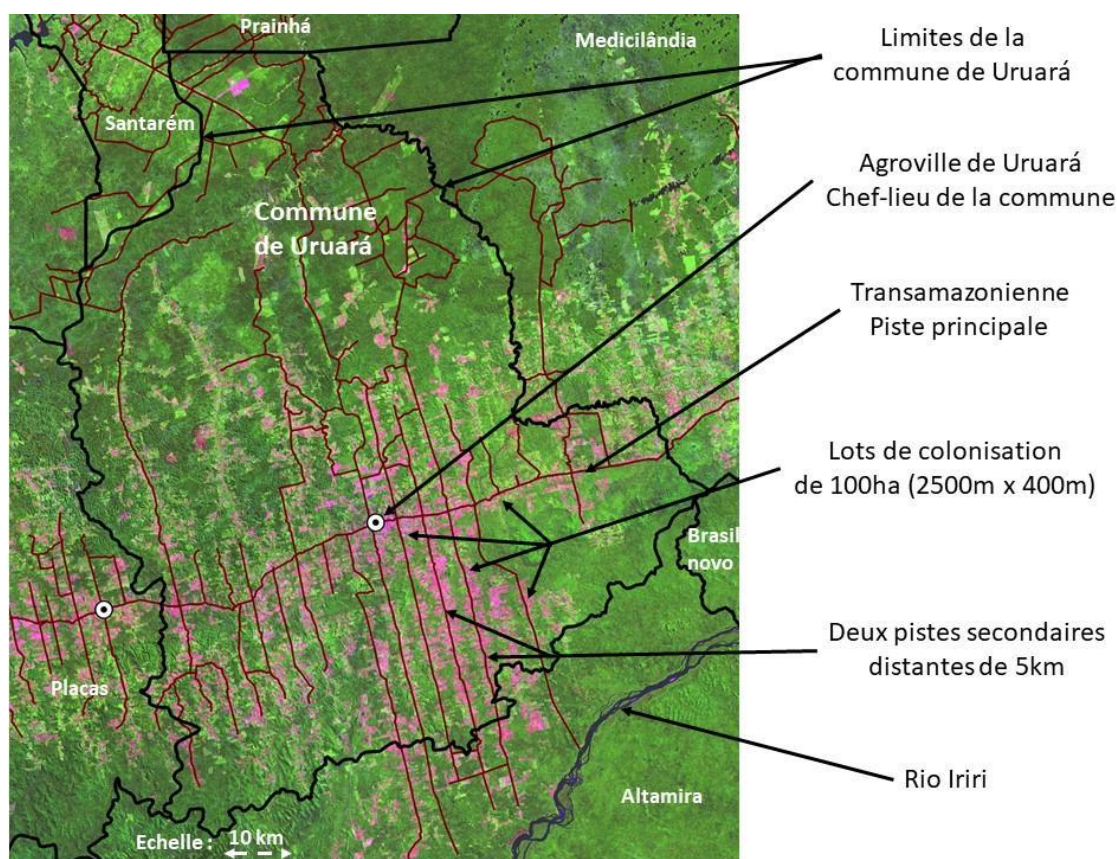 Prainhá
Medicilândia
Santarém
Commune
de Uruará
Brasil
novo
Placas
Altamira
Echelle : 10 km
Limites de la
commune de Uruará
Agroville de Uruará
Chef-lieu de la commune
Transamazonienne
Piste principale
Lots de colonisation
de 100ha (2500m x 400m)
Deux pistes secondaires
distantes de 5km
Rio Iriri